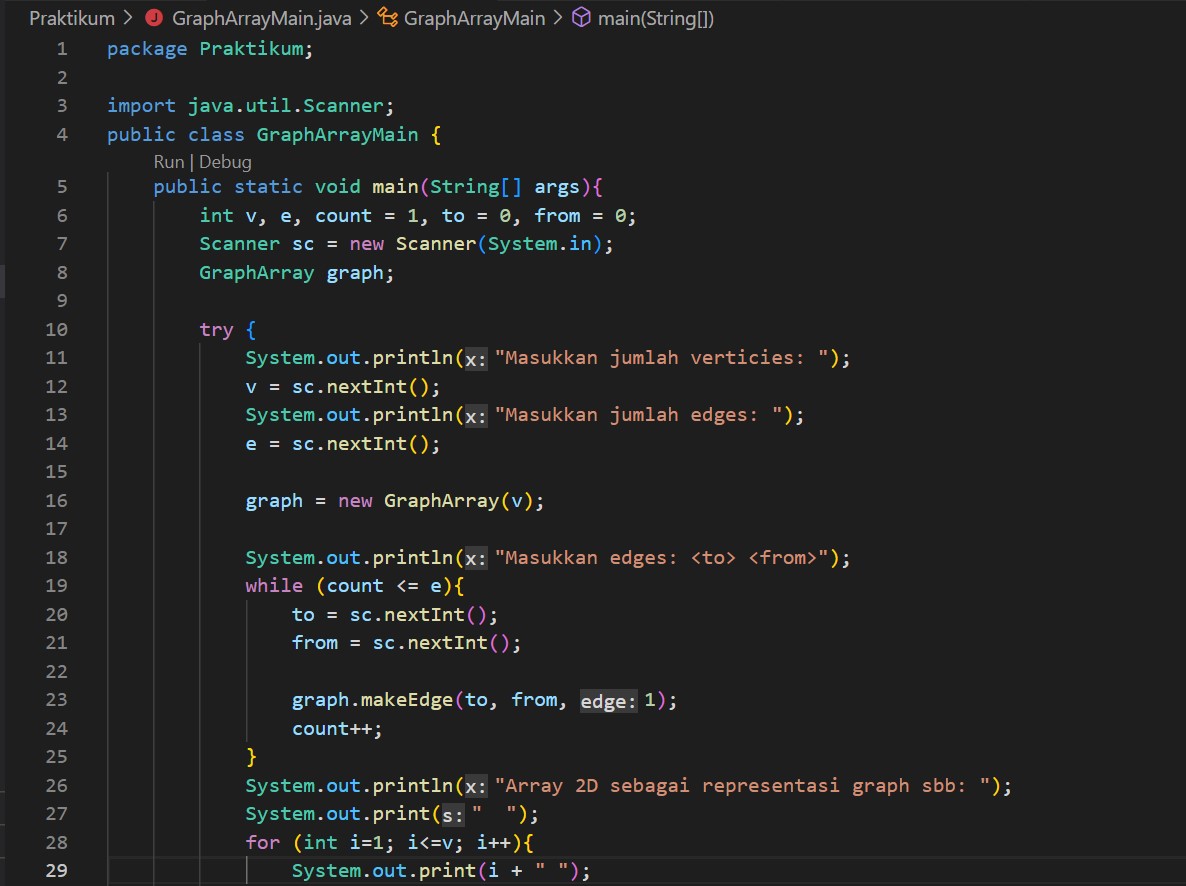 Praktikum > GraphArrayMain.java > GraphArrayMain > main(String[])
1 package Praktikum;
2
3 import java.util.Scanner;
4 public class GraphArrayMain {
Run | Debug
5 public static void main(String[] args){
6 int v, e, count = 1, to = 0, from = 0;
7 Scanner sc = new Scanner(System.in);
8 GraphArray graph;
9
10 try {
11 System.out.println(x: "Masukkan jumlah verticies: ");
12 v = sc.nextInt();
13 System.out.println(x: "Masukkan jumlah edges: ");
14 e = sc.nextInt();
15
16 graph = new GraphArray(v);
17
18 System.out.println(x: "Masukkan edges: <to> <from>");
19 while (count <= e){
20 to = sc.nextInt();
21 from = sc.nextInt();
22
23 graph.makeEdge(to, from, edge: 1);
24 count++;
25 }
26 System.out.println(x: "Array 2D sebagai representasi graph sbb: ");
27 System.out.print(s: "  ");
28 for (int i=1; i<=v; i++){
29 System.out.print(i + " ");